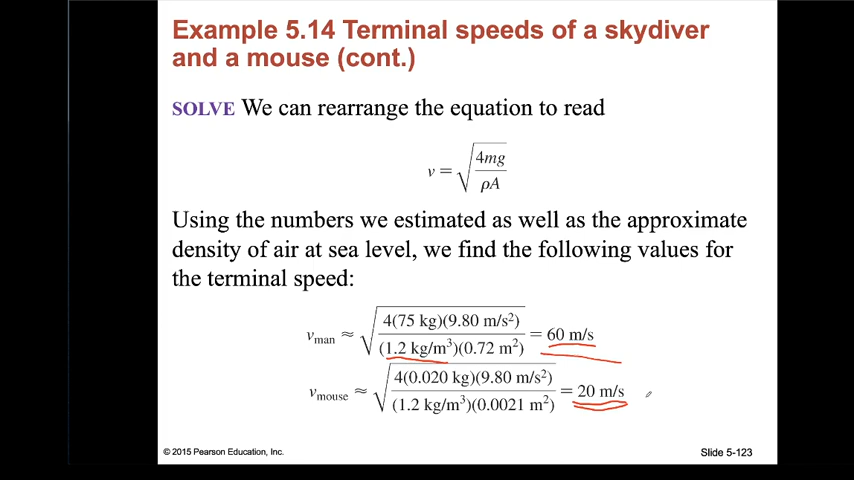 Example 5.14 Terminal speeds of a skydiver
and a mouse (cont.)
SOLVE We can rearrange the equation to read
v = √(4mg / ρA)
Using the numbers we estimated as well as the approximate
density of air at sea level, we find the following values for
the terminal speed:
v_man ≈ √(4(75 kg)(9.80 m/s²) / (1.2 kg/m³)(0.72 m²)) = 60 m/s
v_mouse ≈ √(4(0.020 kg)(9.80 m/s²) / (1.2 kg/m³)(0.0021 m²)) = 20 m/s
© 2015 Pearson Education, Inc.
Slide 5-123